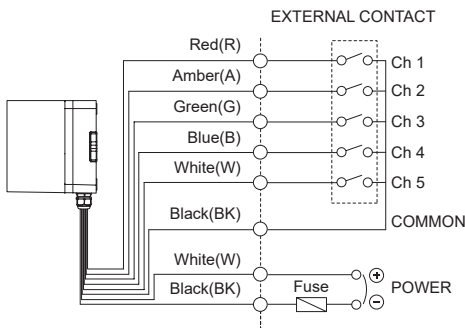 EXTERNAL CONTACT
Red(R)
Ch 1
Amber(A)
Ch 2
Green(G)
Ch 3
Blue(B)
Ch 4
White(W)
Ch 5
Black(BK)
COMMON
White(W)
Black(BK)
Fuse
+
POWER
−